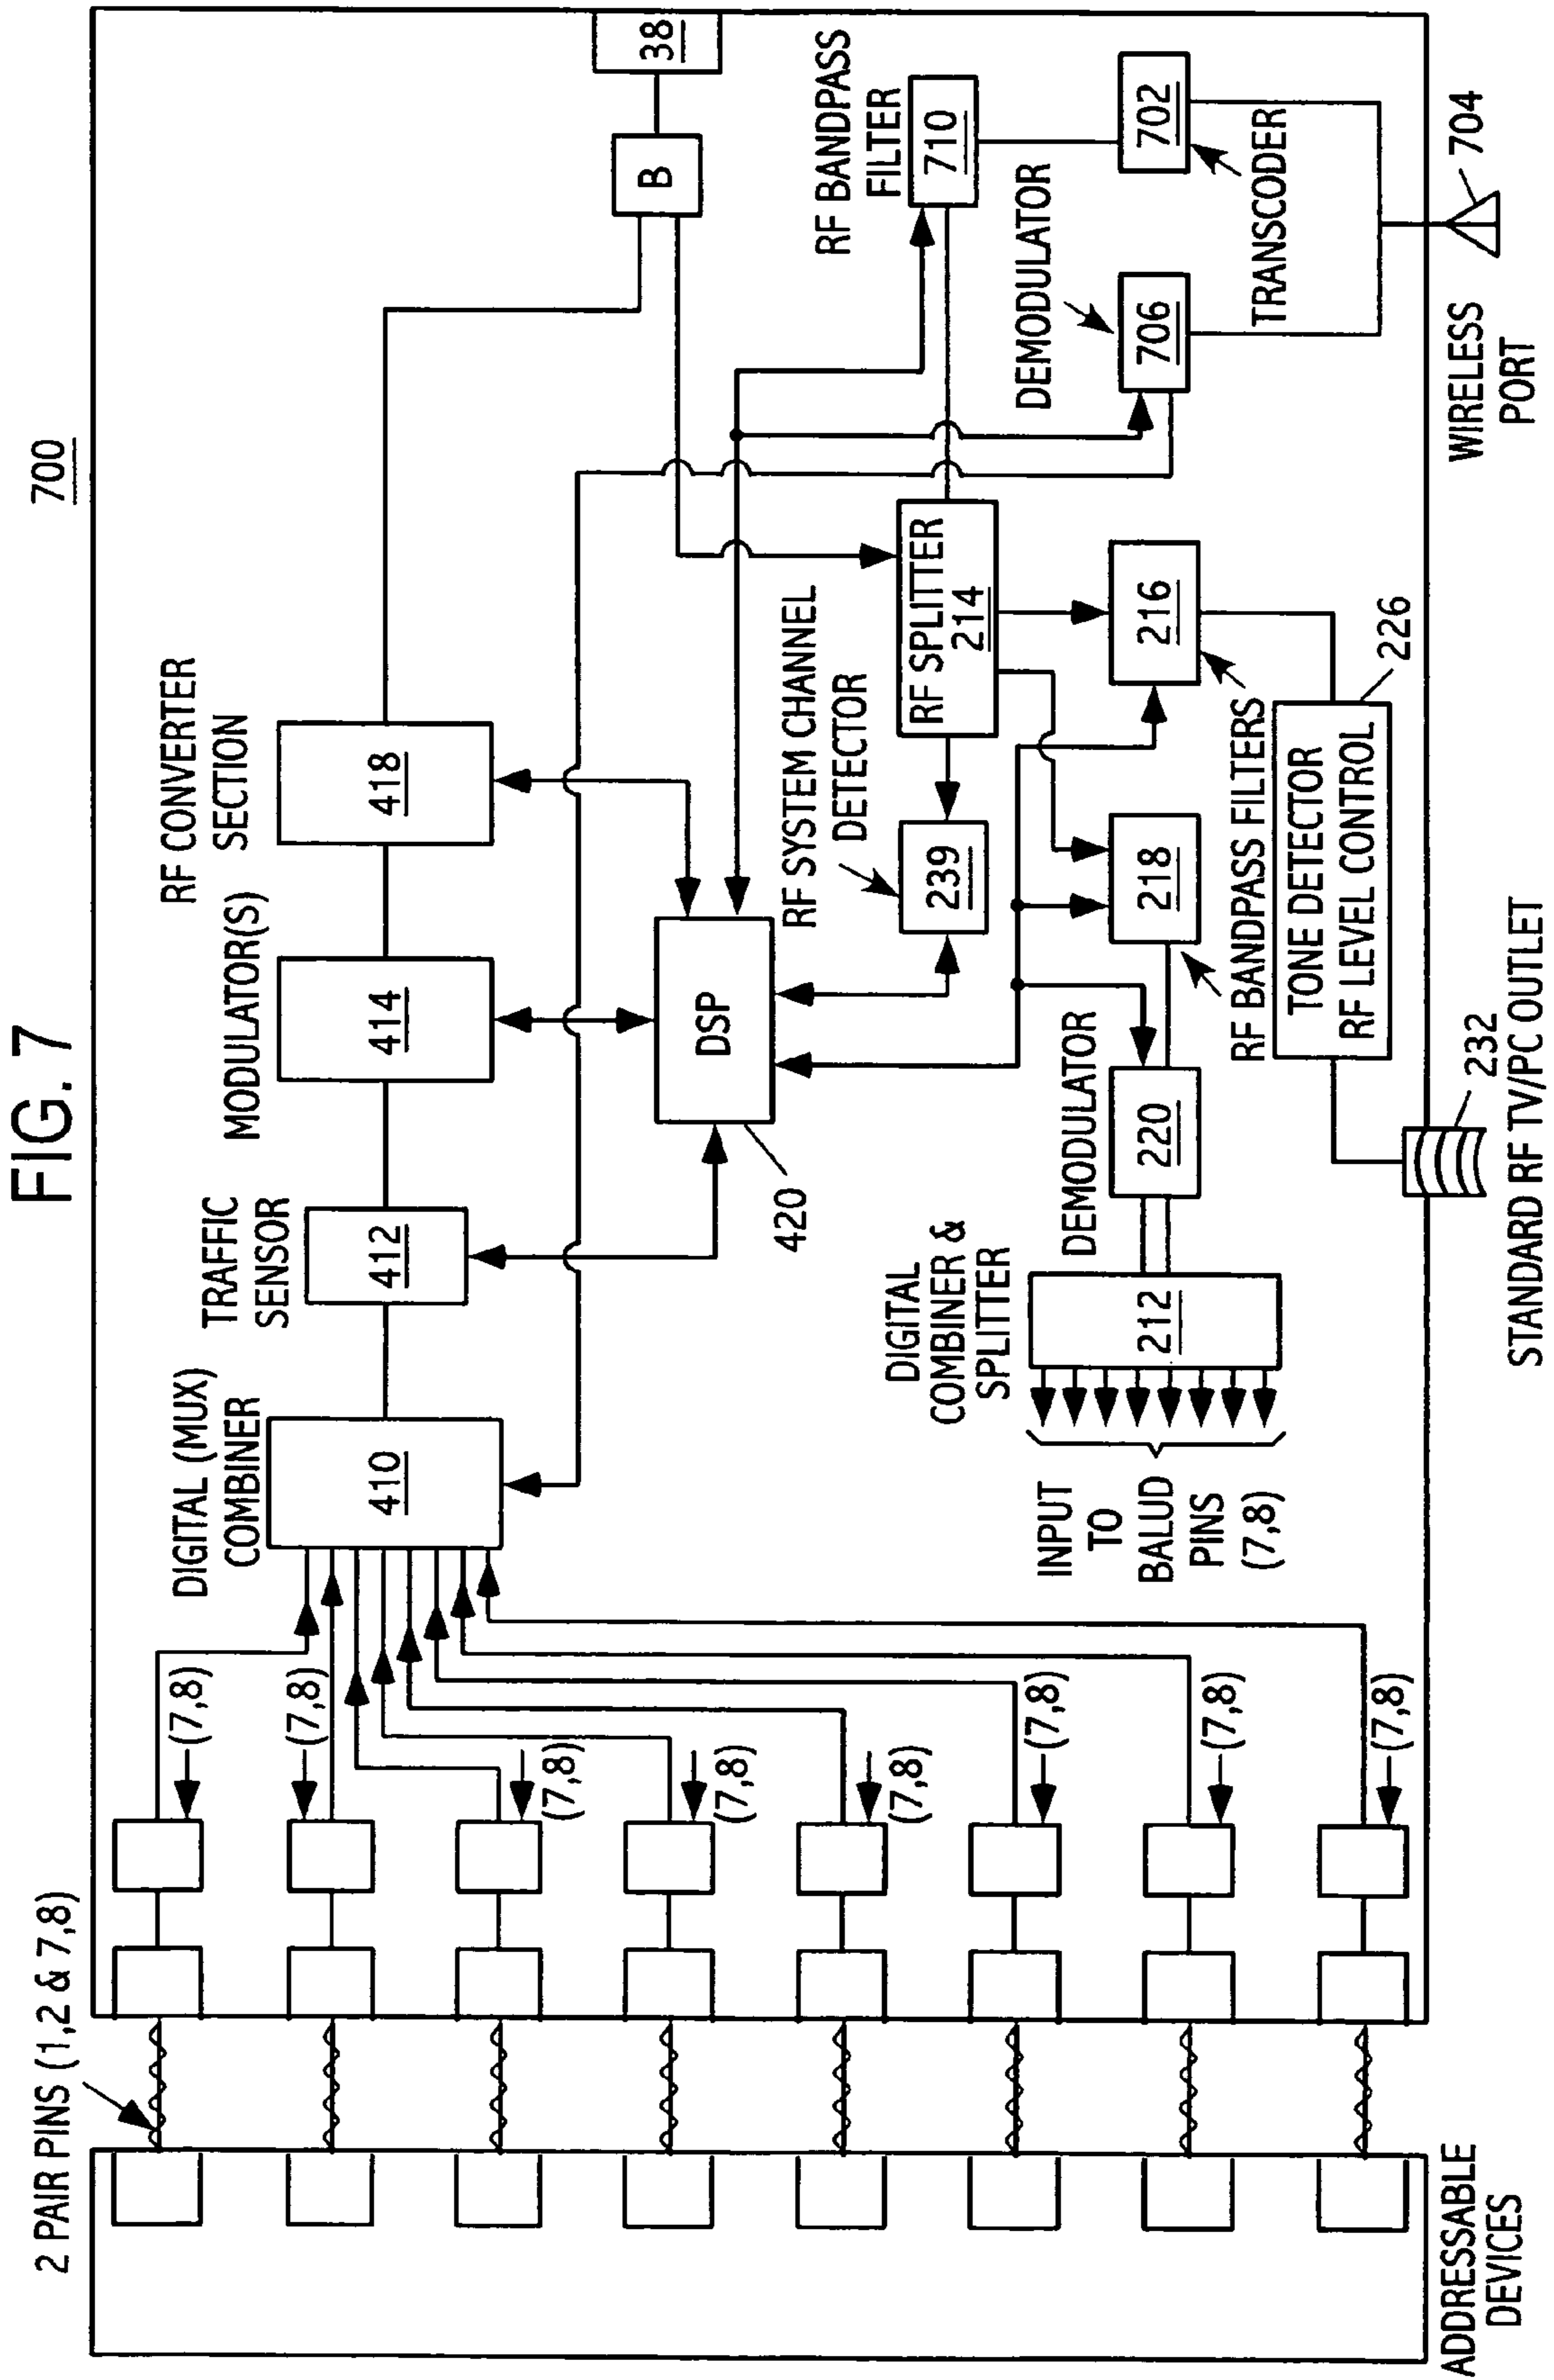 FIG. 7
700
2 PAIR PINS (1,2 & 7,8)
ADDRESSABLE
DEVICES
(7,8)
(7,8)
(7,8)
(7,8)
(7,8)
(7,8)
(7,8)
(7,8)
DIGITAL (MUX)
COMBINER
410
TRAFFIC
SENSOR
412
MODULATOR(S)
414
RF CONVERTER
SECTION
418
B
38
DSP
420
RF SYSTEM CHANNEL
DETECTOR
239
RF SPLITTER
214
RF BANDPASS
FILTER
710
DEMODULATOR
706
702
TRANSCODER
704
WIRELESS
PORT
216
218
RF BANDPASS FILTERS
DEMODULATOR
220
DIGITAL
COMBINER &
SPLITTER
212
INPUT
TO
BALUD
PINS
(7,8)
TONE DETECTOR
RF LEVEL CONTROL
226
232
STANDARD RF TV/PC OUTLET